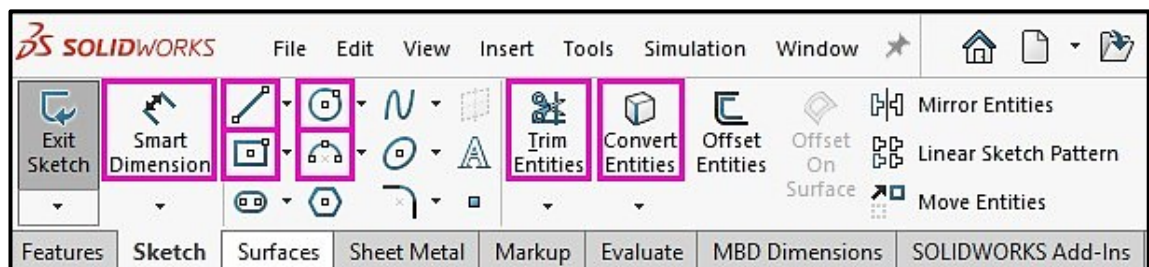 SOLIDWORKS File Edit View Insert Tools Simulation Window
Exit Sketch
Smart Dimension
Trim Entities
Convert Entities
Offset Entities
Offset On Surface
Mirror Entities
Linear Sketch Pattern
Move Entities
Features Sketch Surfaces Sheet Metal Markup Evaluate MBD Dimensions SOLIDWORKS Add-Ins